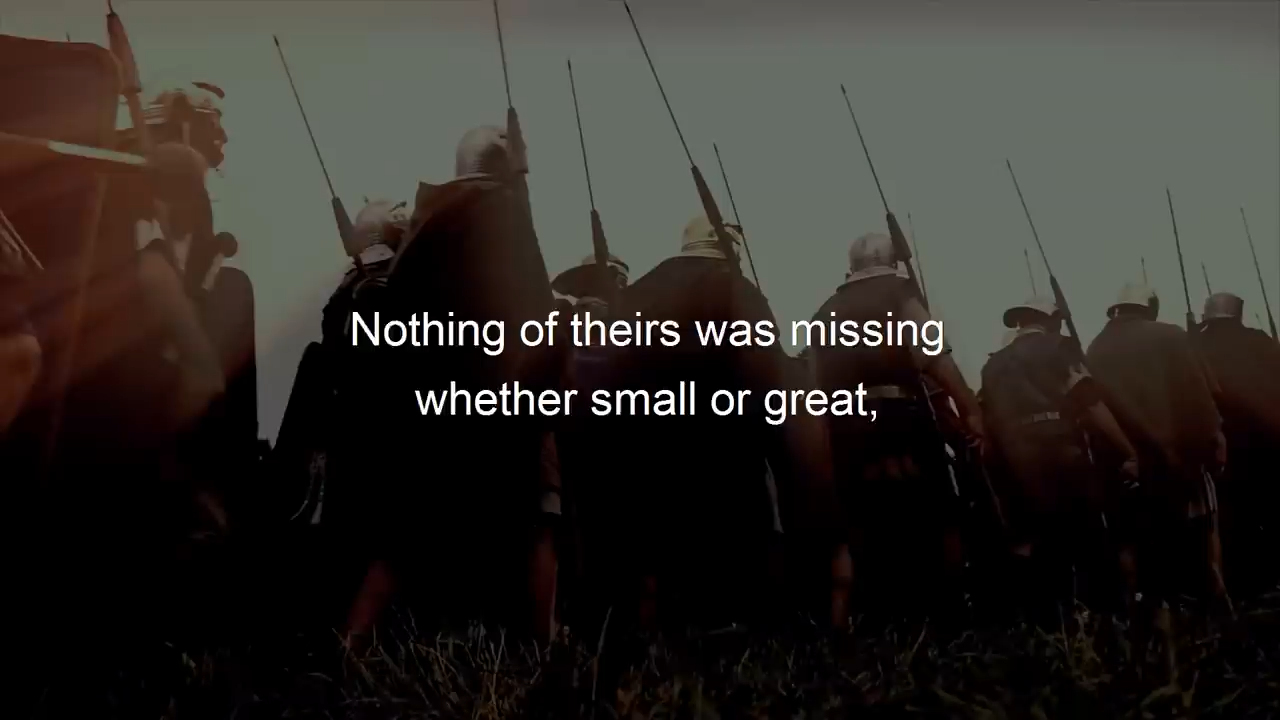 Nothing of theirs was missing
whether small or great,